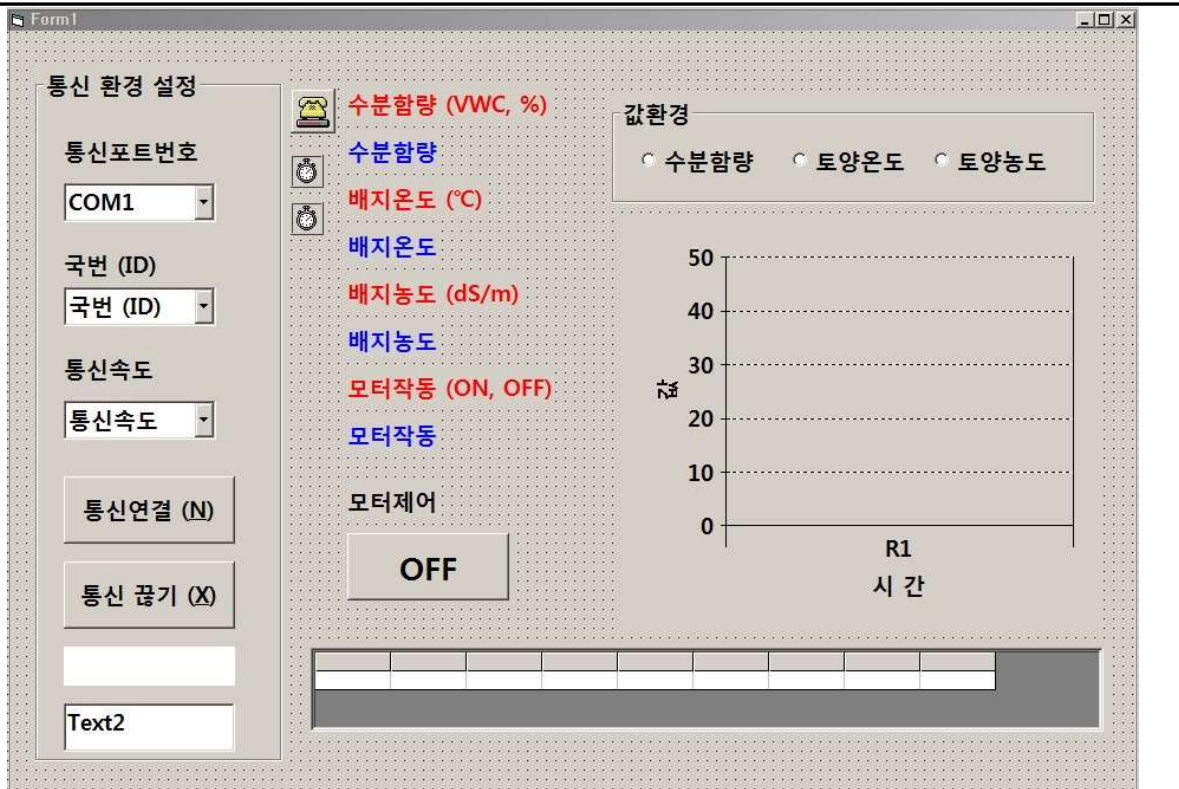 Form1
통신 환경 설정
통신포트번호
COM1
국번 (ID)
국번 (ID)
통신속도
통신속도
통신연결 (N)
통신 끊기 (X)
Text2
수분함량 (VWC, %)
수분함량
배지온도 (℃)
배지온도
배지농도 (dS/m)
배지농도
모터작동 (ON, OFF)
모터작동
모터제어
OFF
값환경
수분함량 토양온도 토양농도
50
40
30
20
10
0
값
R1
시 간